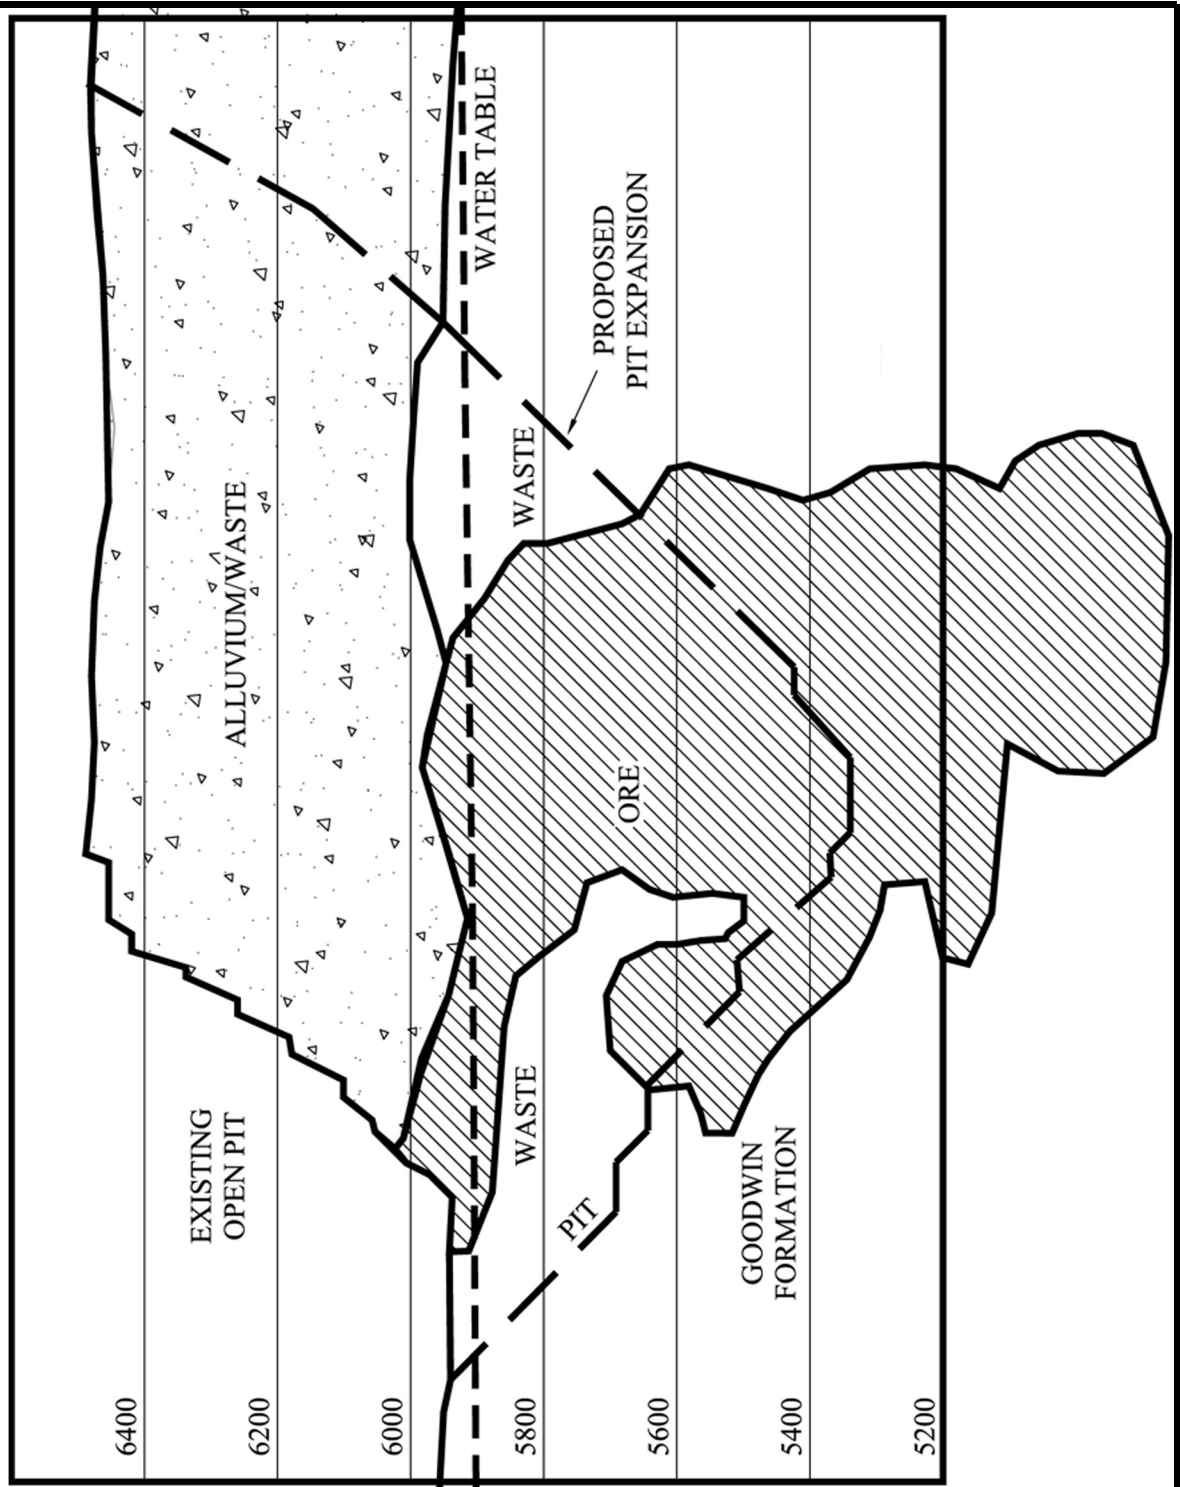 EXISTING
OPEN PIT
ALLUVIUM/WASTE
WATER TABLE
WASTE
PROPOSED
PIT EXPANSION
WASTE
ORE
PIT
GOODWIN
FORMATION
6400
6200
6000
5800
5600
5400
5200